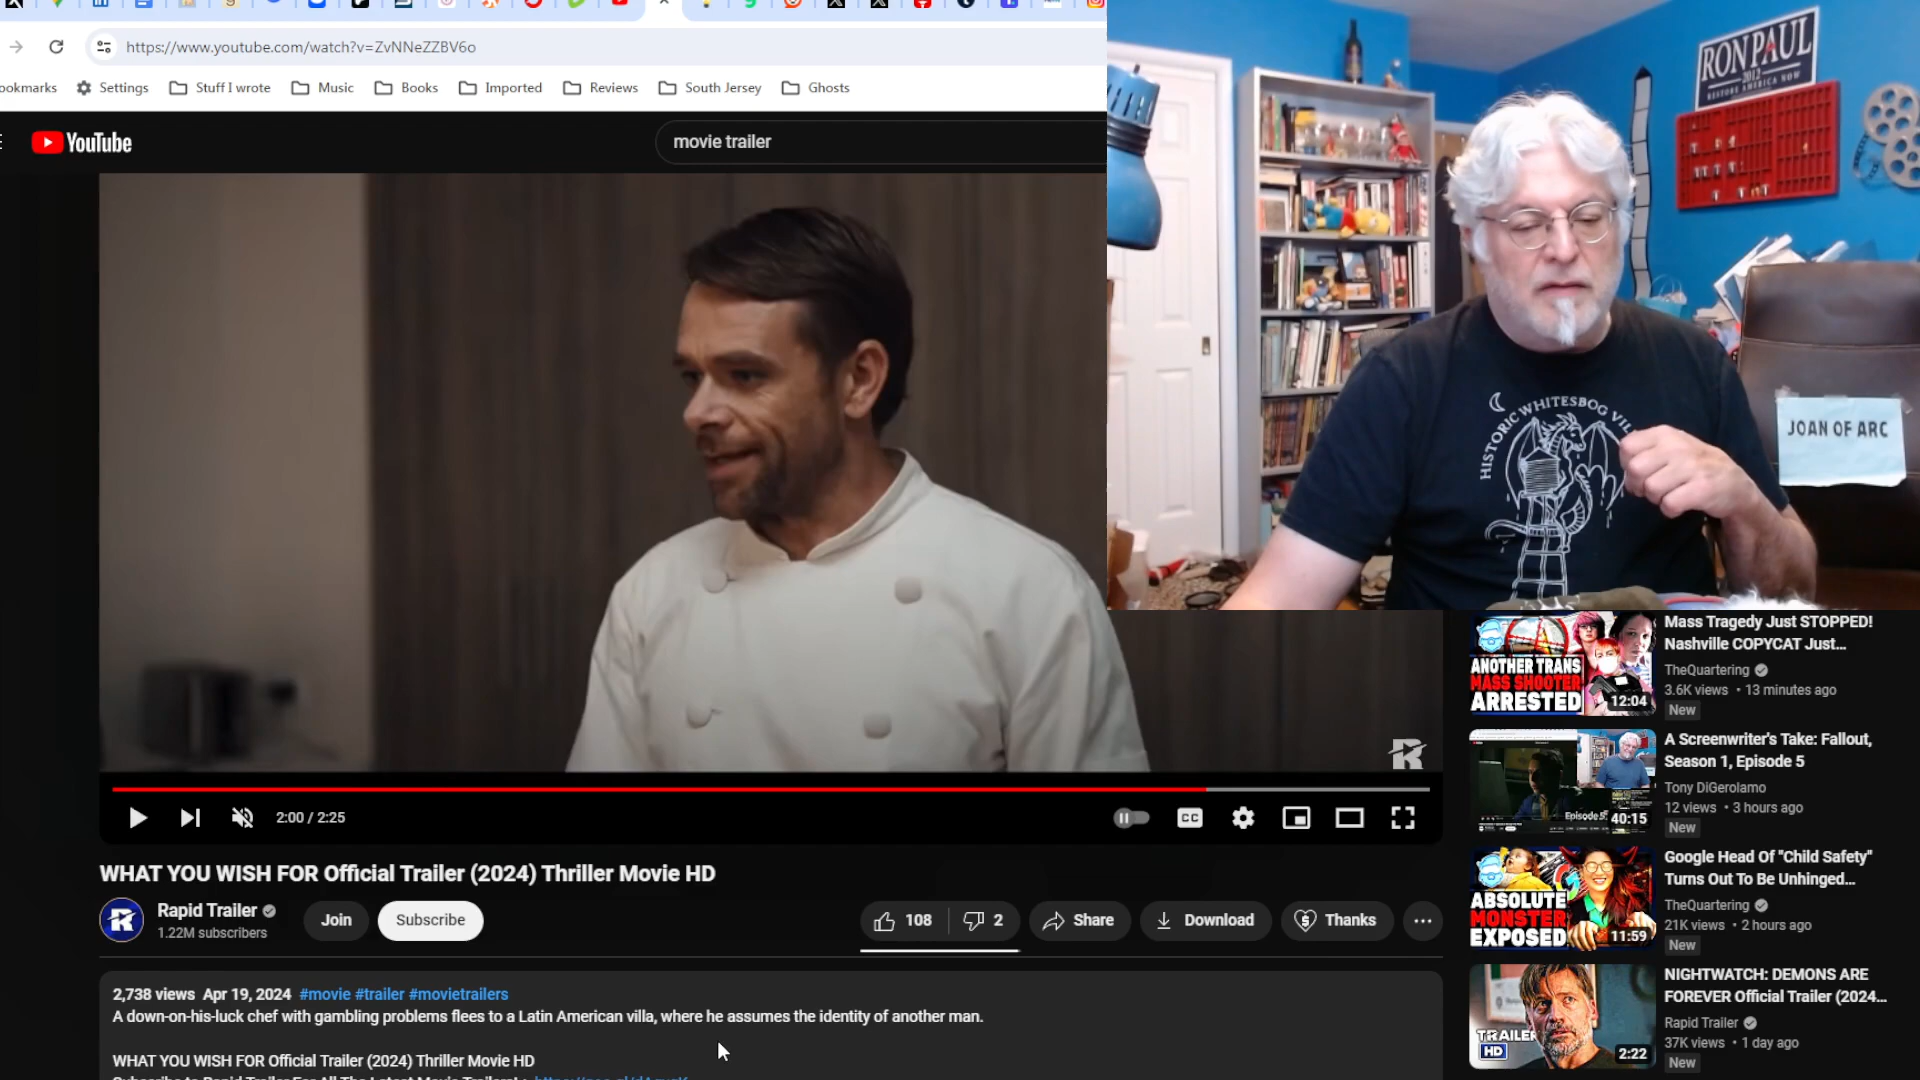 https://www.youtube.com/watch?v=ZvNNeZZBV6o
ookmarks Settings Stuff I wrote Music Books Imported Reviews South Jersey Ghosts
YouTube
movie trailer
RON PAUL
2012
RESTORE AMERICA NOW
HISTORIC WHITESBOG VIL
JOAN OF ARC
2:00 / 2:25
CC
WHAT YOU WISH FOR Official Trailer (2024) Thriller Movie HD
Rapid Trailer
1.22M subscribers
Join
Subscribe
108
2
Share
Download
Thanks
2,738 views Apr 19, 2024 #movie #trailer #movietrailers
A down-on-his-luck chef with gambling problems flees to a Latin American villa, where he assumes the identity of another man.
WHAT YOU WISH FOR Official Trailer (2024) Thriller Movie HD
ANOTHER TRANS
MASS SHOOTER
ARRESTED
12:04
Mass Tragedy Just STOPPED!
Nashville COPYCAT Just...
TheQuartering
3.6K views • 13 minutes ago
New
Episode 5
40:15
A Screenwriter's Take: Fallout,
Season 1, Episode 5
Tony DiGerolamo
12 views • 3 hours ago
New
ABSOLUTE
MONSTER
EXPOSED
11:59
Google Head Of "Child Safety"
Turns Out To Be Unhinged...
TheQuartering
21K views • 2 hours ago
New
TRAILER
HD
2:22
NIGHTWATCH: DEMONS ARE
FOREVER Official Trailer (2024...
Rapid Trailer
37K views • 1 day ago
New